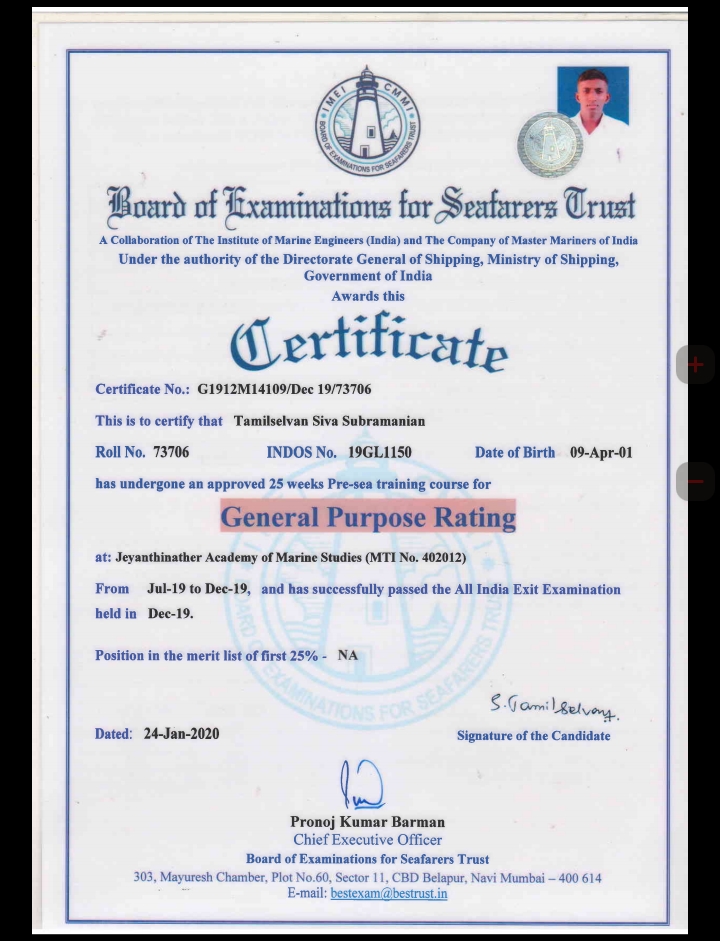 IMEI CMMI
BOARD OF EXAMINATIONS FOR SEAFARERS TRUST
Board of Examinations for Seafarers Trust
A Collaboration of The Institute of Marine Engineers (India) and The Company of Master Mariners of India
Under the authority of the Directorate General of Shipping, Ministry of Shipping,
Government of India
Awards this
Certificate
Certificate No.: G1912M14109/Dec 19/73706
This is to certify that Tamilselvan Siva Subramanian
Roll No. 73706 INDOS No. 19GL1150 Date of Birth 09-Apr-01
has undergone an approved 25 weeks Pre-sea training course for
General Purpose Rating
at: Jeyanthinather Academy of Marine Studies (MTI No. 402012)
From Jul-19 to Dec-19, and has successfully passed the All India Exit Examination
held in Dec-19.
Position in the merit list of first 25% - NA
BOARD OF EXAMINATIONS FOR SEAFARERS TRUST
S. Tamilselvan.
Dated: 24-Jan-2020 Signature of the Candidate
Pronoj Kumar Barman
Chief Executive Officer
Board of Examinations for Seafarers Trust
303, Mayuresh Chamber, Plot No.60, Sector 11, CBD Belapur, Navi Mumbai – 400 614
E-mail: bestexam@bestrust.in